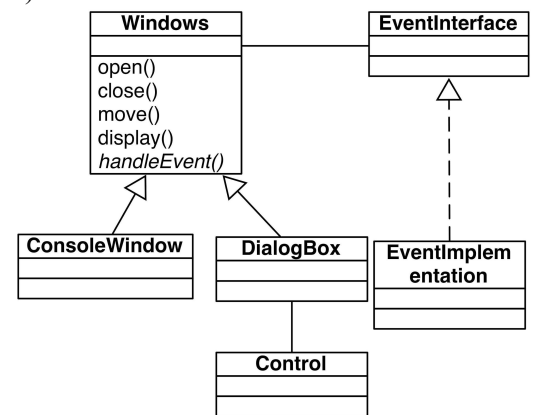 Windows
EventInterface
open()
close()
move()
display()
handleEvent()
ConsoleWindow
DialogBox
EventImplem
entation
Control